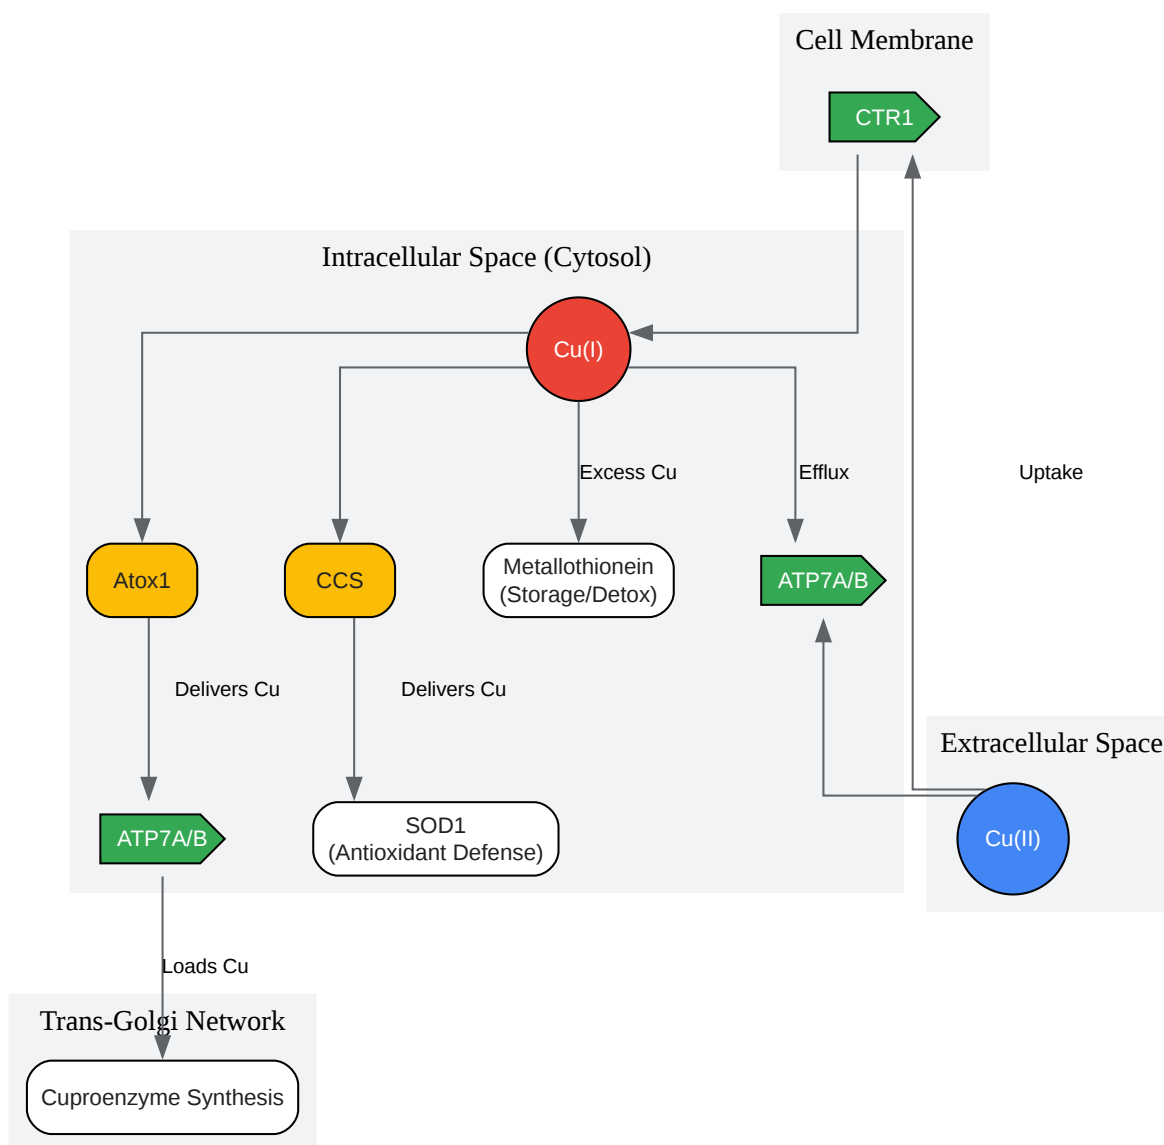 Cell Membrane
CTR1
Intracellular Space (Cytosol)
Cu(I)
Excess Cu
Efflux
Uptake
Atox1
CCS
Metallothionein
(Storage/Detox)
ATP7A/B
Delivers Cu
Delivers Cu
Extracellular Space
ATP7A/B
SOD1
(Antioxidant Defense)
Cu(II)
Loads Cu
Trans-Golgi Network
Cuproenzyme Synthesis